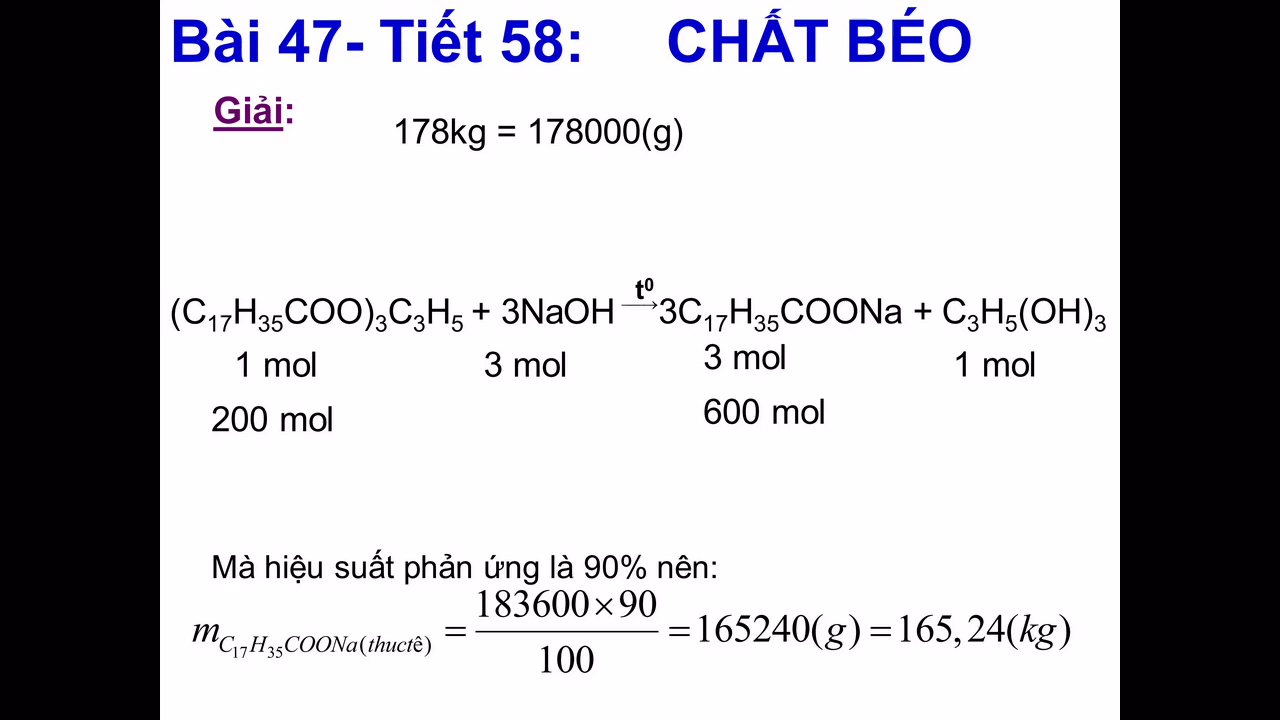 Bài 47- Tiết 58: CHẤT BÉO
Giải:
178kg = 178000(g)
(C₁₇H₃₅COO)₃C₃H₅ + 3NaOH t⁰→ 3C₁₇H₃₅COONa + C₃H₅(OH)₃
1 mol 3 mol 3 mol 1 mol
200 mol 600 mol
Mà hiệu suất phản ứng là 90% nên:
m C₁₇H₃₅COONa(thuctê) = 183600×90 / 100 = 165240(g) = 165,24(kg)